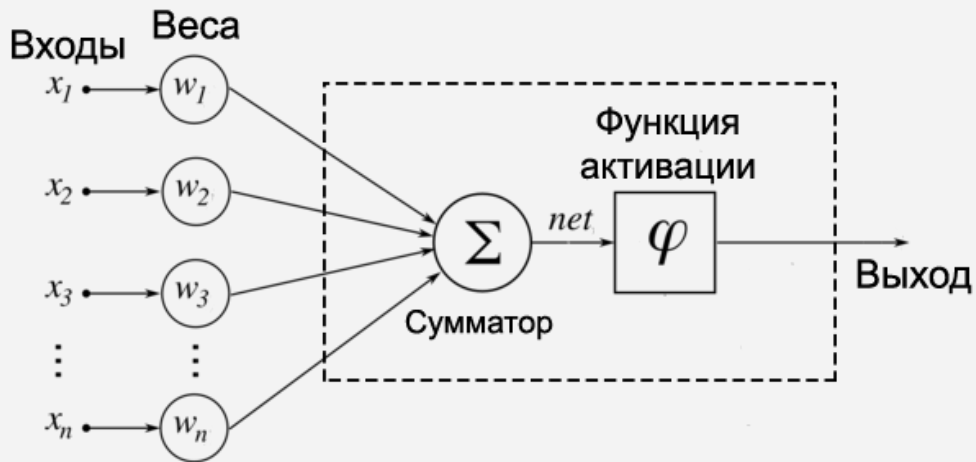 Входы
Веса
x₁
w₁
x₂
w₂
x₃
w₃
...
...
xₙ
wₙ
Σ
Сумматор
net
Функция
активации
φ
Выход